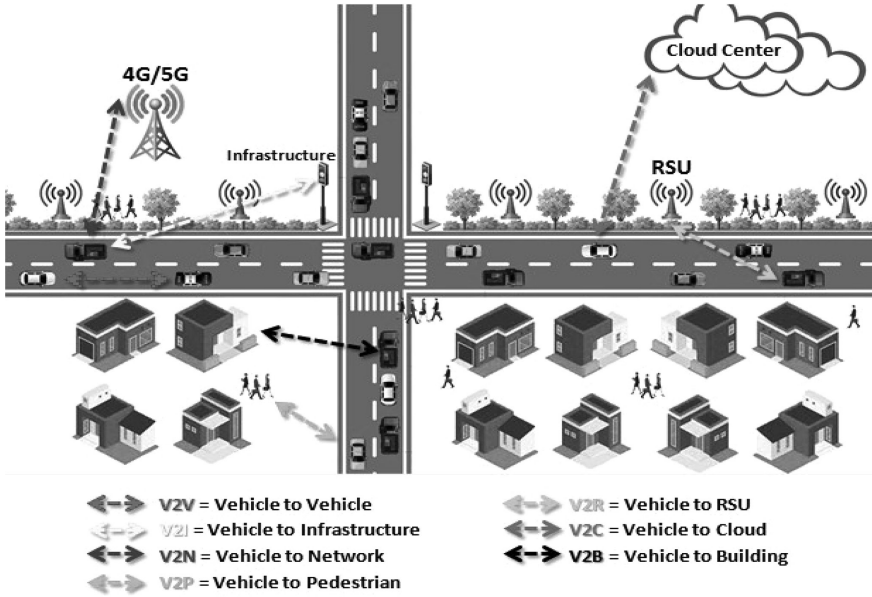 4G/5G
Cloud Center
Infrastructure
RSU
V2V = Vehicle to Vehicle
V2I = Vehicle to Infrastructure
V2N = Vehicle to Network
V2P = Vehicle to Pedestrian
V2R = Vehicle to RSU
V2C = Vehicle to Cloud
V2B = Vehicle to Building